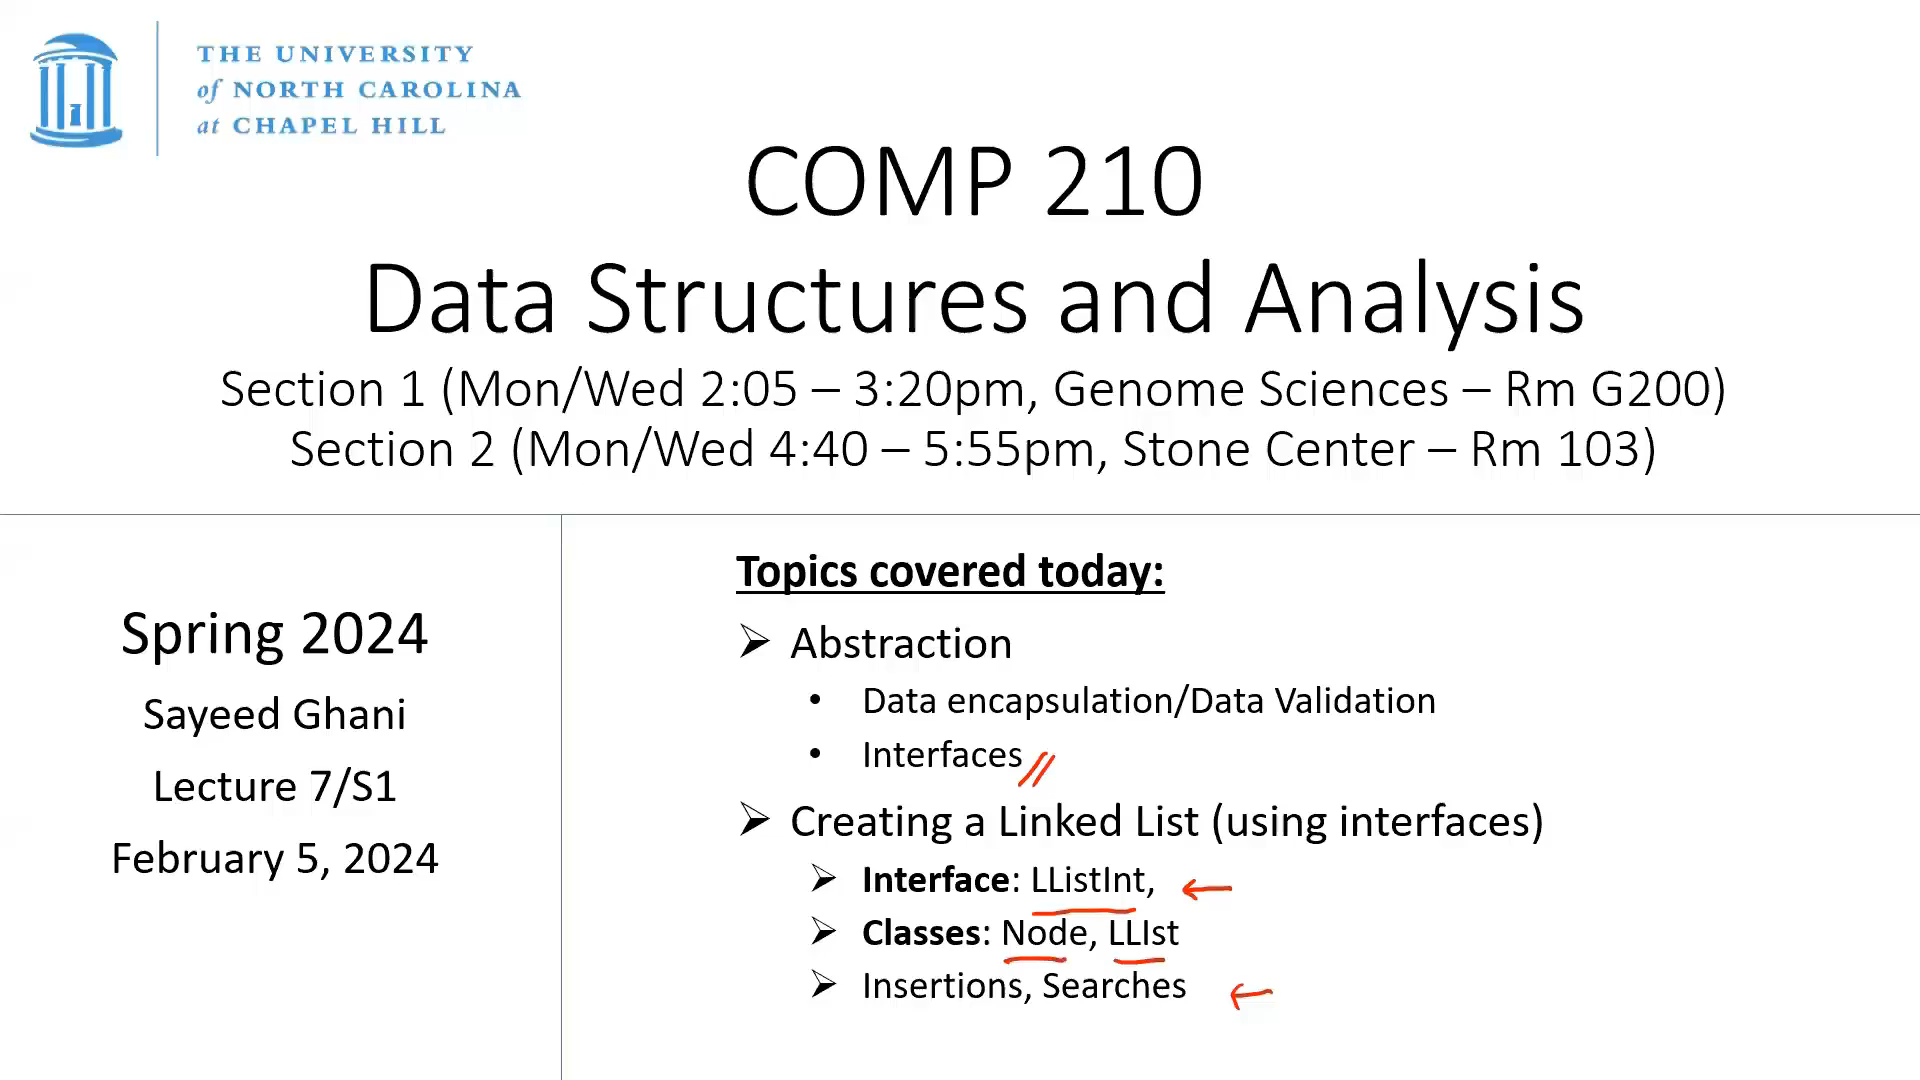 THE UNIVERSITY
of NORTH CAROLINA
at CHAPEL HILL
COMP 210
Data Structures and Analysis
Section 1 (Mon/Wed 2:05 – 3:20pm, Genome Sciences – Rm G200)
Section 2 (Mon/Wed 4:40 – 5:55pm, Stone Center – Rm 103)
Spring 2024
Sayeed Ghani
Lecture 7/S1
February 5, 2024
Topics covered today:
➢ Abstraction
• Data encapsulation/Data Validation
• Interfaces
➢ Creating a Linked List (using interfaces)
➢ Interface: LListInt,
➢ Classes: Node, LLIst
➢ Insertions, Searches